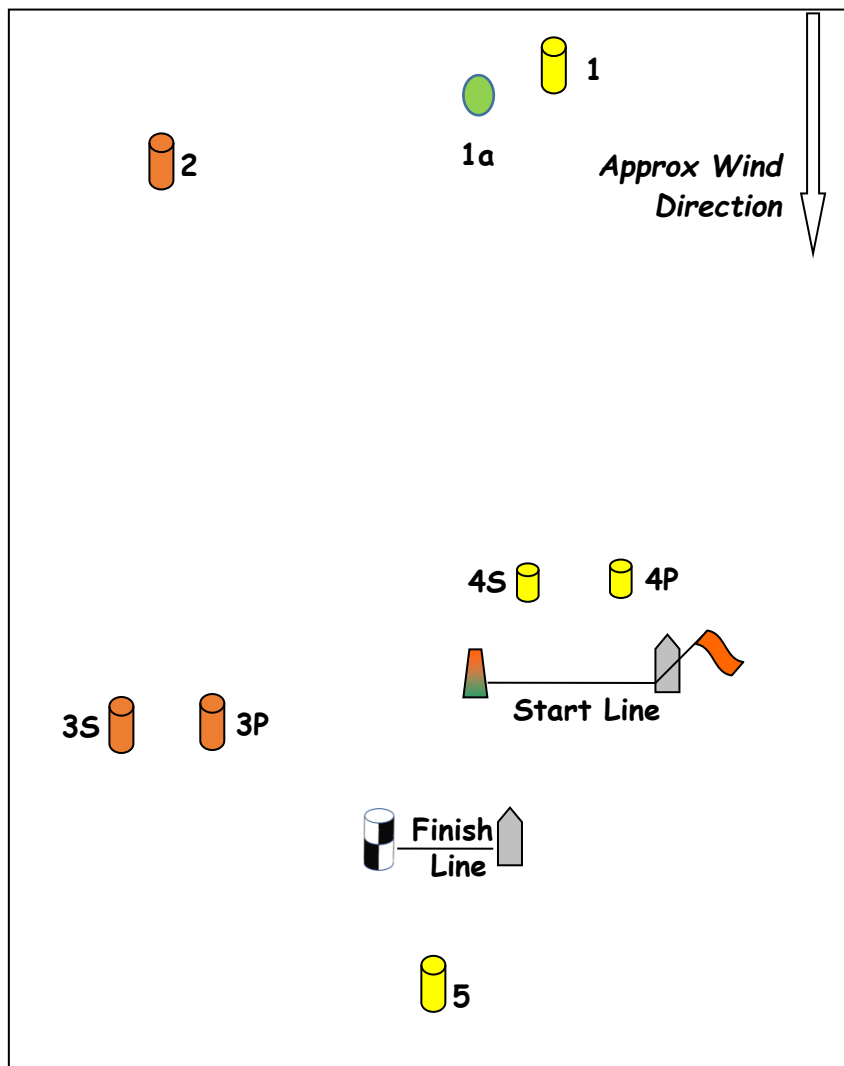 1
1a
2
Approx Wind
Direction
4S
4P
Start Line
3S
3P
Finish
Line
5